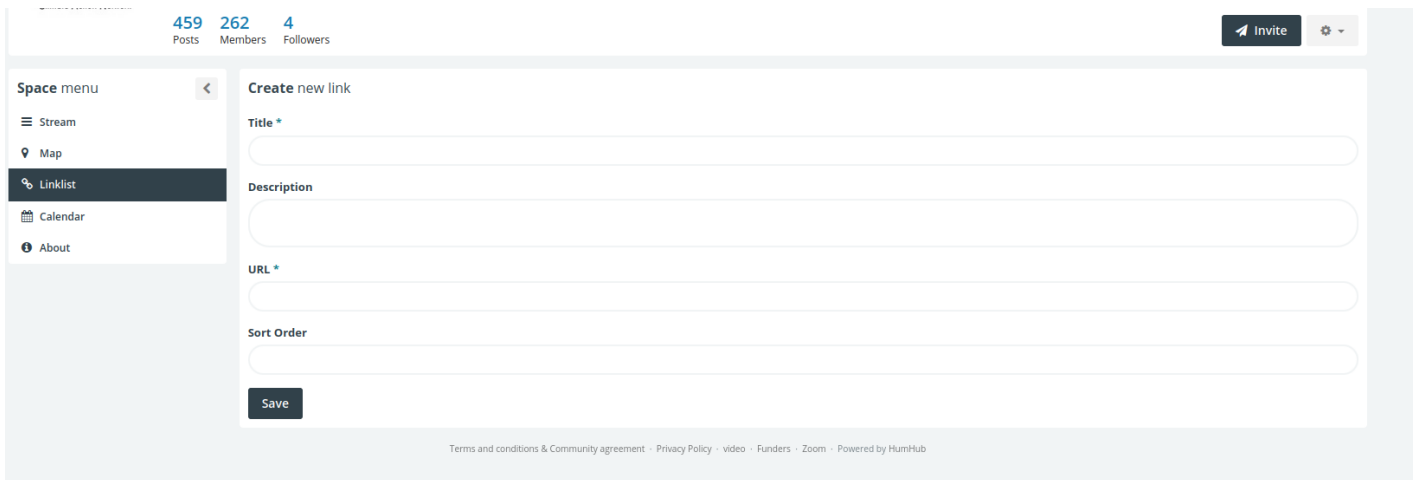 459 262 4
Posts Members Followers
Invite
Space menu
Stream
Map
Linklist
Calendar
About
Create new link
Title *
Description
URL *
Sort Order
Save
Terms and conditions & Community agreement · Privacy Policy · video · Funders · Zoom · Powered by HumHub